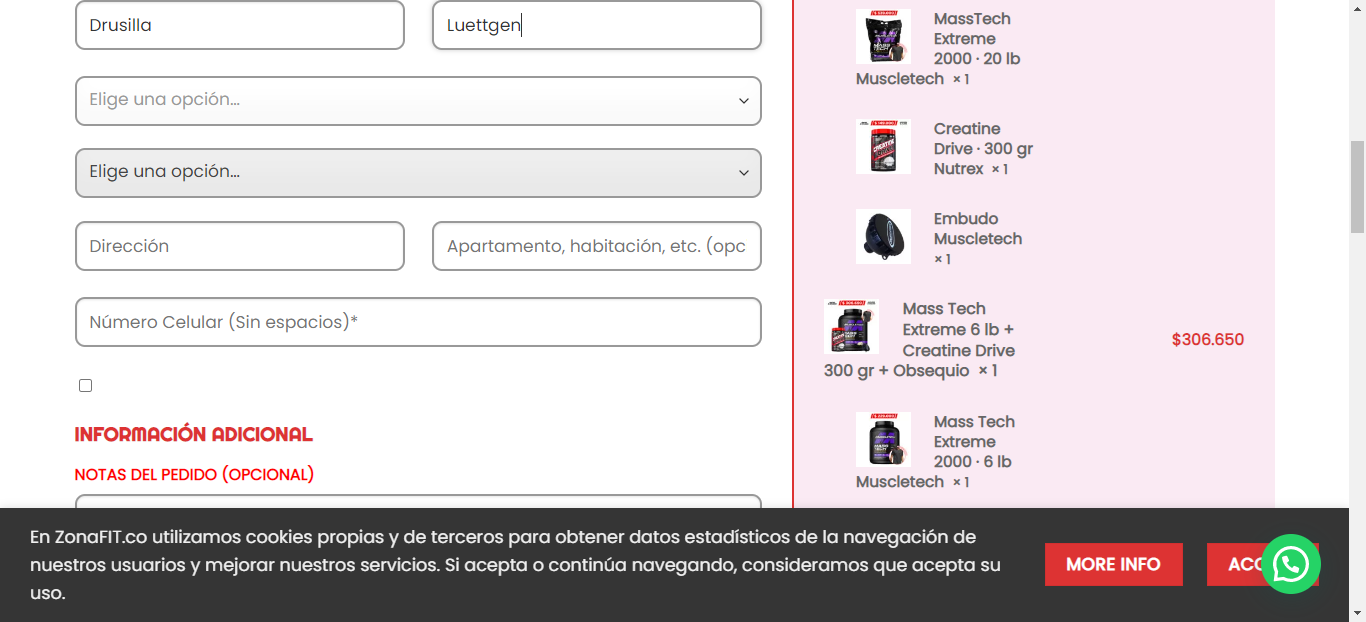 Drusilla
Luettgen
Elige una opción...
Elige una opción...
Dirección
Apartamento, habitación, etc. (opc
Número Celular (Sin espacios)*
INFORMACIÓN ADICIONAL
NOTAS DEL PEDIDO (OPCIONAL)
MassTech
Extreme
2000 · 20 lb
Muscletech × 1
Creatine
Drive · 300 gr
Nutrex × 1
Embudo
Muscletech
× 1
Mass Tech
Extreme 6 lb +
Creatine Drive
300 gr + Obsequio × 1
$306.650
Mass Tech
Extreme
2000 · 6 lb
Muscletech × 1
En ZonaFIT.co utilizamos cookies propias y de terceros para obtener datos estadísticos de la navegación de
nuestros usuarios y mejorar nuestros servicios. Si acepta o continúa navegando, consideramos que acepta su
uso.
MORE INFO